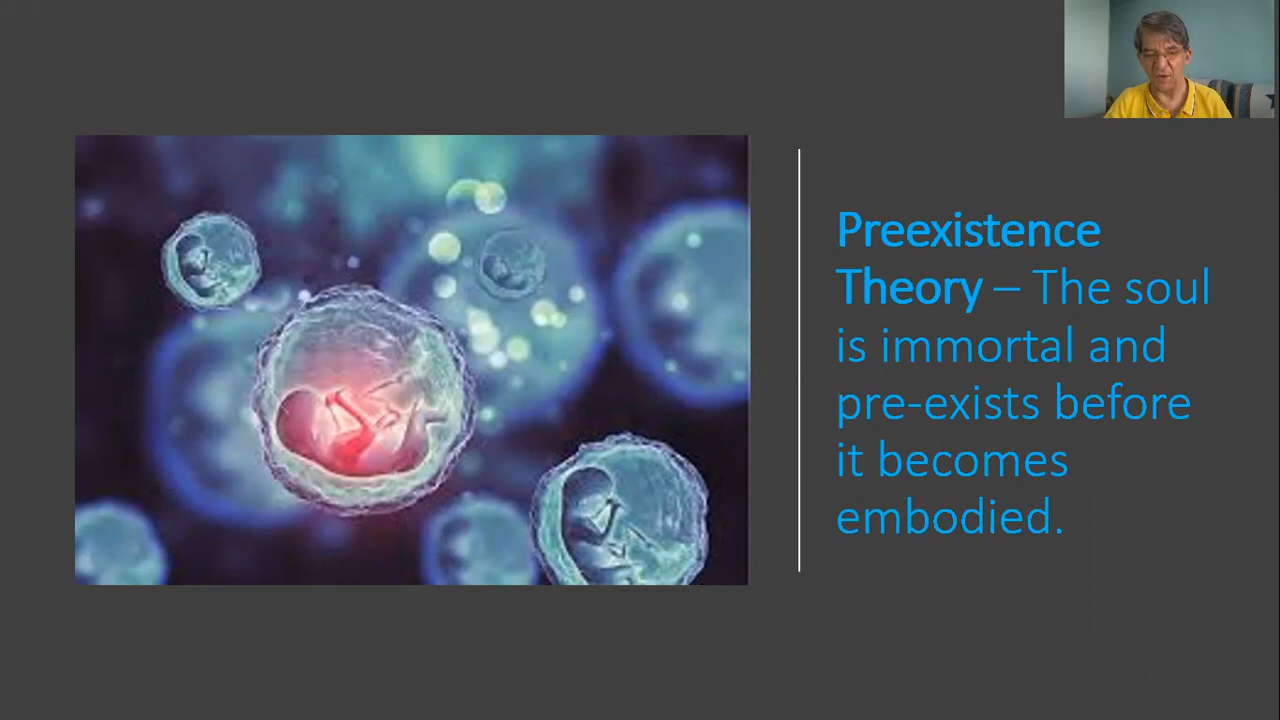 Preexistence
Theory – The soul
is immortal and
pre-exists before
it becomes
embodied.